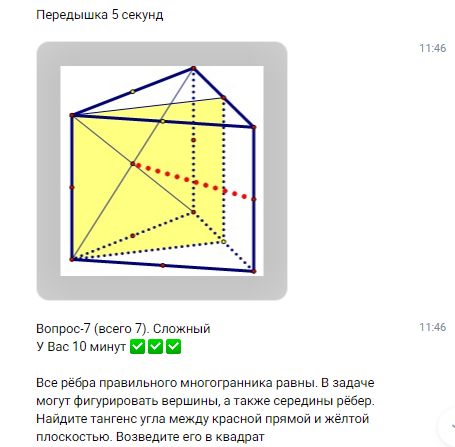 Передышка 5 секунд
11:46
Вопрос-7 (всего 7). Сложный
11:46
У Вас 10 минут ✅✅✅
Все рёбра правильного многогранника равны. В задаче
могут фигурировать вершины, а также середины рёбер.
Найдите тангенс угла между красной прямой и жёлтой
плоскостью. Возведите его в квадрат